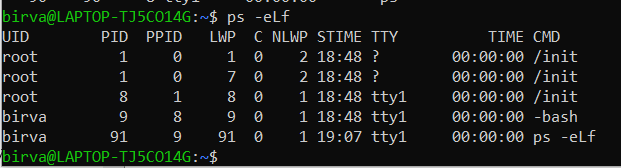 birva@LAPTOP-TJ5CO14G:~$ ps -eLf
UID        PID  PPID   LWP  C NLWP STIME TTY          TIME CMD
root         1     0     1  0    2 18:48 ?        00:00:00 /init
root         1     0     7  0    2 18:48 ?        00:00:00 /init
root         8     1     8  0    1 18:48 tty1     00:00:00 /init
birva        9     8     9  0    1 18:48 tty1     00:00:00 -bash
birva       91     9    91  0    1 19:07 tty1     00:00:00 ps -eLf
birva@LAPTOP-TJ5CO14G:~$